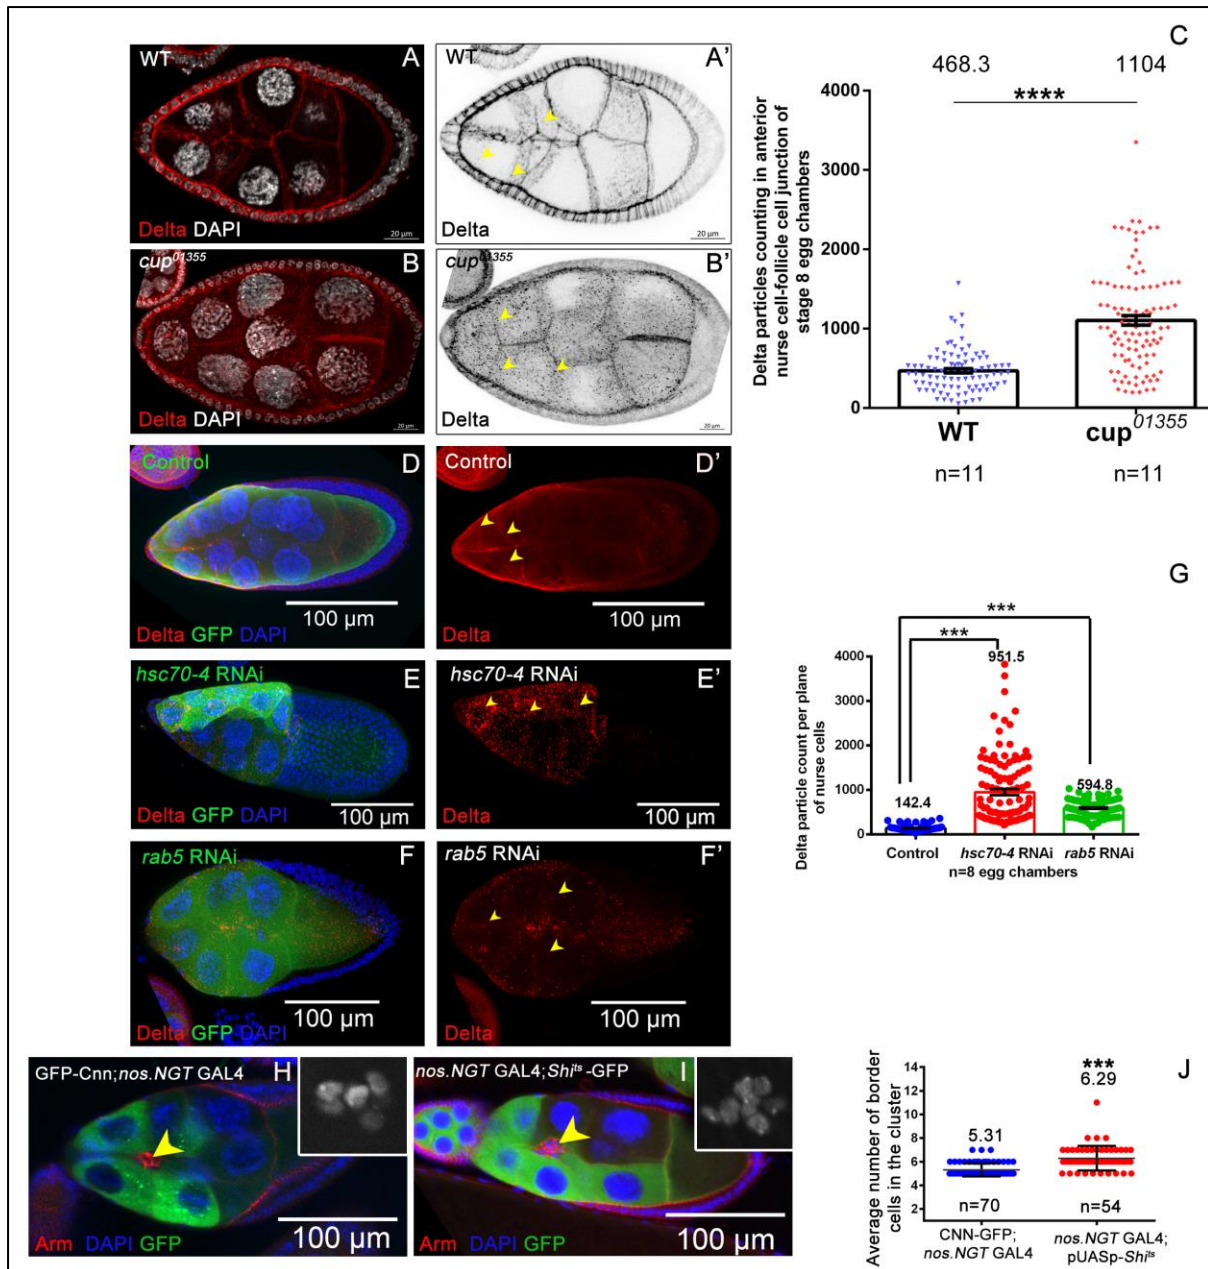 WT A
Delta DAPI
20 µm
WT A'
Delta
20 µm
cup01355 B
Delta DAPI
20 µm
cup01355 B'
Delta
20 µm
C
468.3 1104
****
Delta particles counting in anterior
nurse cell-follicle cell junction of
stage 8 egg chambers
4000
3000
2000
1000
0
WT cup01355
n=11 n=11
Control D
100 µm
Delta GFP DAPI
Control D'
100 µm
Delta
hsc70-4 RNAi E
100 µm
Delta GFP DAPI
hsc70-4 RNAi E'
100 µm
Delta
rab5 RNAi F
100 µm
Delta GFP DAPI
rab5 RNAi F'
100 µm
Delta
G
***
***
Delta particle count per plane
of nurse cells
4000
3000
2000
1000
0
951.5
594.8
142.4
Control hsc70-4 RNAi rab5 RNAi
n=8 egg chambers
GFP-Cnn;nos.NGT GAL4 H
100 µm
Arm DAPI GFP
nos.NGT GAL4;Shits-GFP I
100 µm
Arm DAPI GFP
J
***
6.29
5.31
Average number of border
cells in the cluster
14
12
10
8
6
4
2
n=70 n=54
CNN-GFP;
nos.NGT GAL4
nos.NGT GAL4;
pUASp-Shits